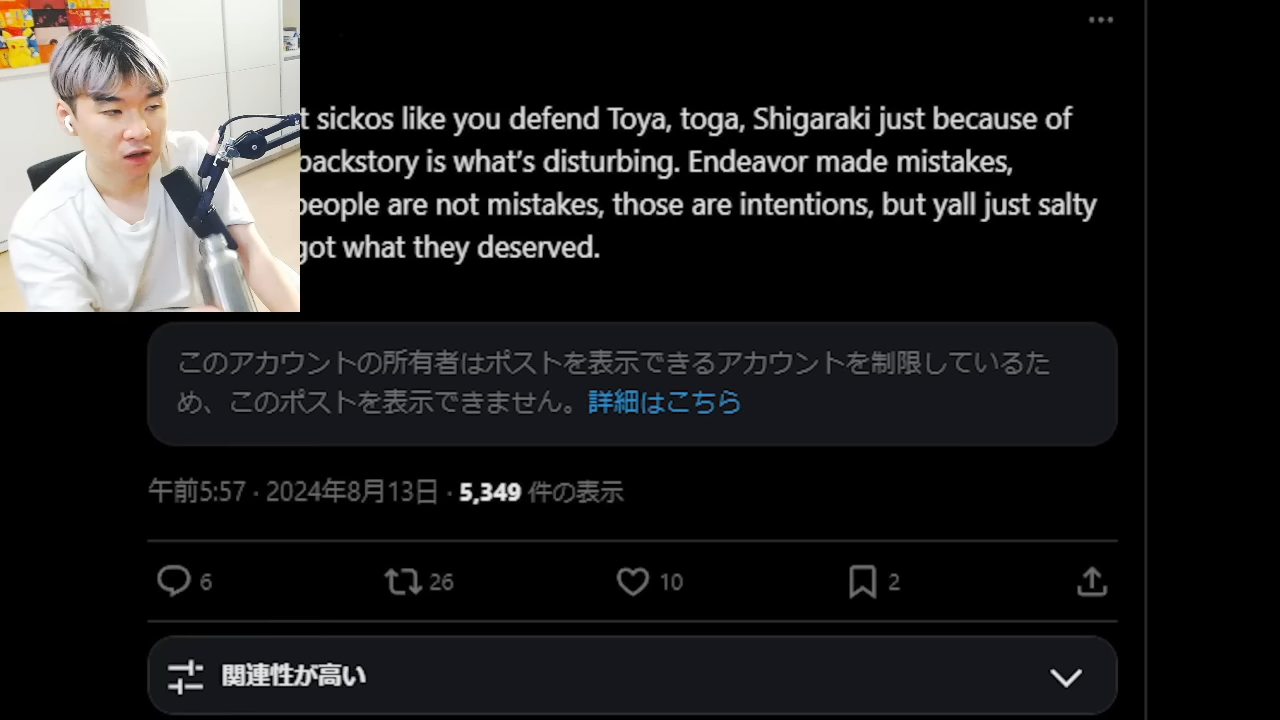 t sickos like you defend Toya, toga, Shigaraki just because of
backstory is what's disturbing. Endeavor made mistakes,
people are not mistakes, those are intentions, but yall just salty
got what they deserved.
このアカウントの所有者はポストを表示できるアカウントを制限しているた
め、このポストを表示できません。詳細はこちら
午前5:57 · 2024年8月13日 · 5,349 件の表示
6 26 10 2
関連性が高い